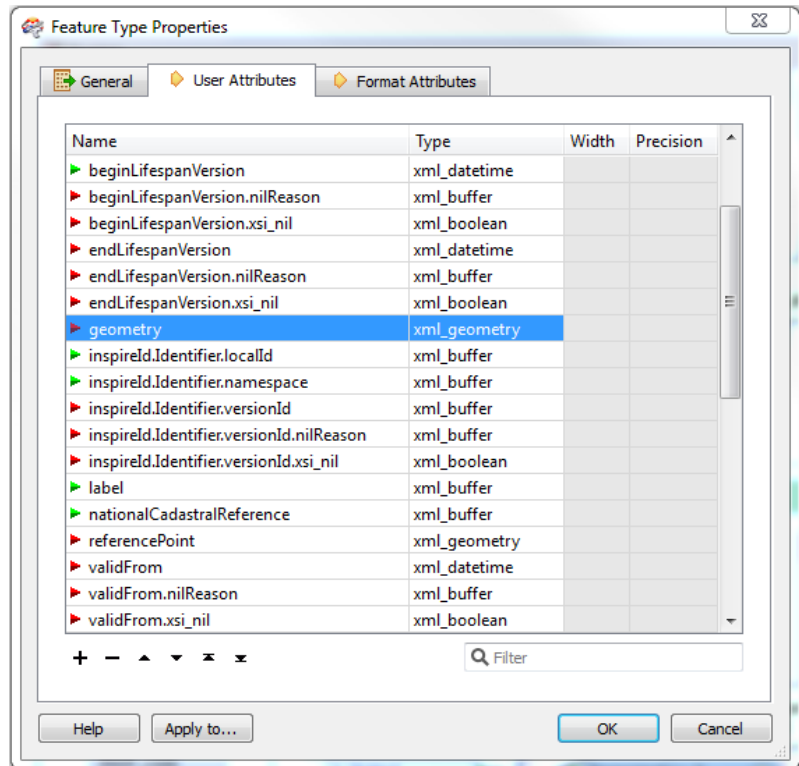 Feature Type Properties
General User Attributes Format Attributes
Name Type Width Precision
beginLifespanVersion xml_datetime
beginLifespanVersion.nilReason xml_buffer
beginLifespanVersion.xsi_nil xml_boolean
endLifespanVersion xml_datetime
endLifespanVersion.nilReason xml_buffer
endLifespanVersion.xsi_nil xml_boolean
geometry xml_geometry
inspireId.Identifier.localId xml_buffer
inspireId.Identifier.namespace xml_buffer
inspireId.Identifier.versionId xml_buffer
inspireId.Identifier.versionId.nilReason xml_buffer
inspireId.Identifier.versionId.xsi_nil xml_boolean
label xml_buffer
nationalCadastralReference xml_buffer
referencePoint xml_geometry
validFrom xml_datetime
validFrom.nilReason xml_buffer
validFrom.xsi_nil xml_boolean
Filter
Help Apply to... OK Cancel